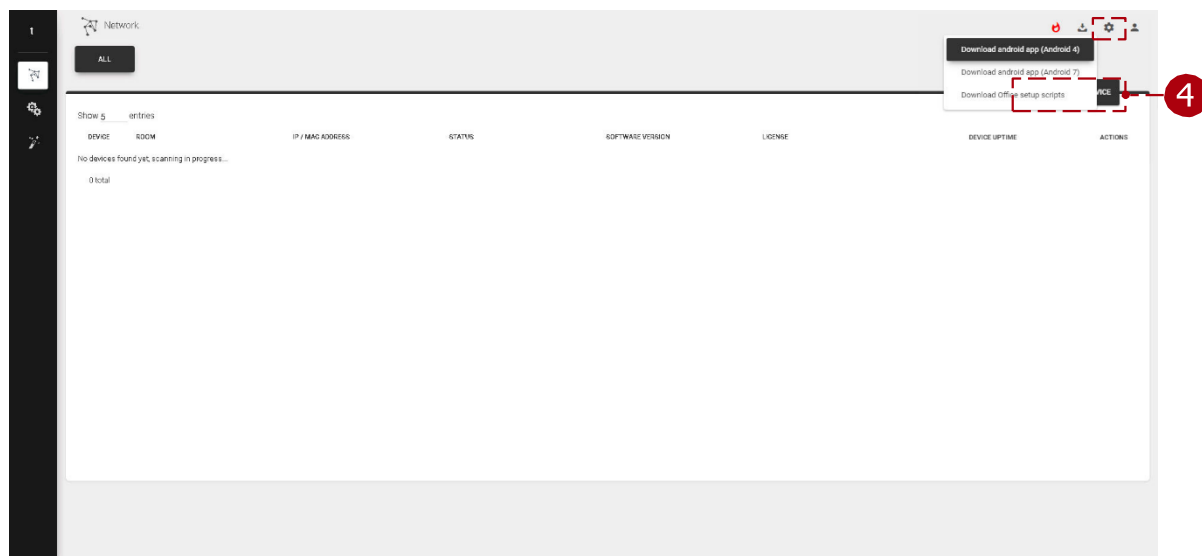 1
Network
ALL
Download android app (Android 4)
Download android app (Android 7)
Download Office setup scripts
VICE
4
Show 5 entries
DEVICE ROOM IP / MAC ADDRESS STATUS SOFTWARE VERSION LICENSE DEVICE UPTIME ACTIONS
No devices found yet, scanning in progress...
0 total